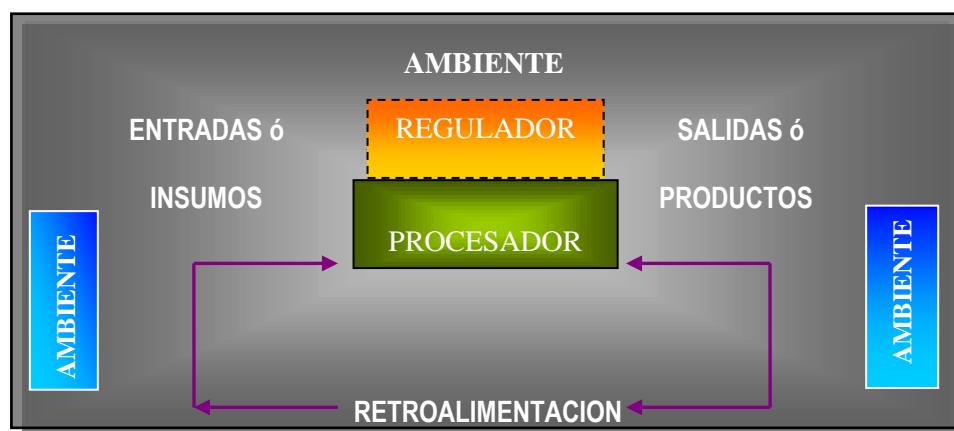 AMBIENTE
ENTRADAS ó
INSUMOS
REGULADOR
PROCESADOR
SALIDAS ó
PRODUCTOS
AMBIENTE
AMBIENTE
RETROALIMENTACION